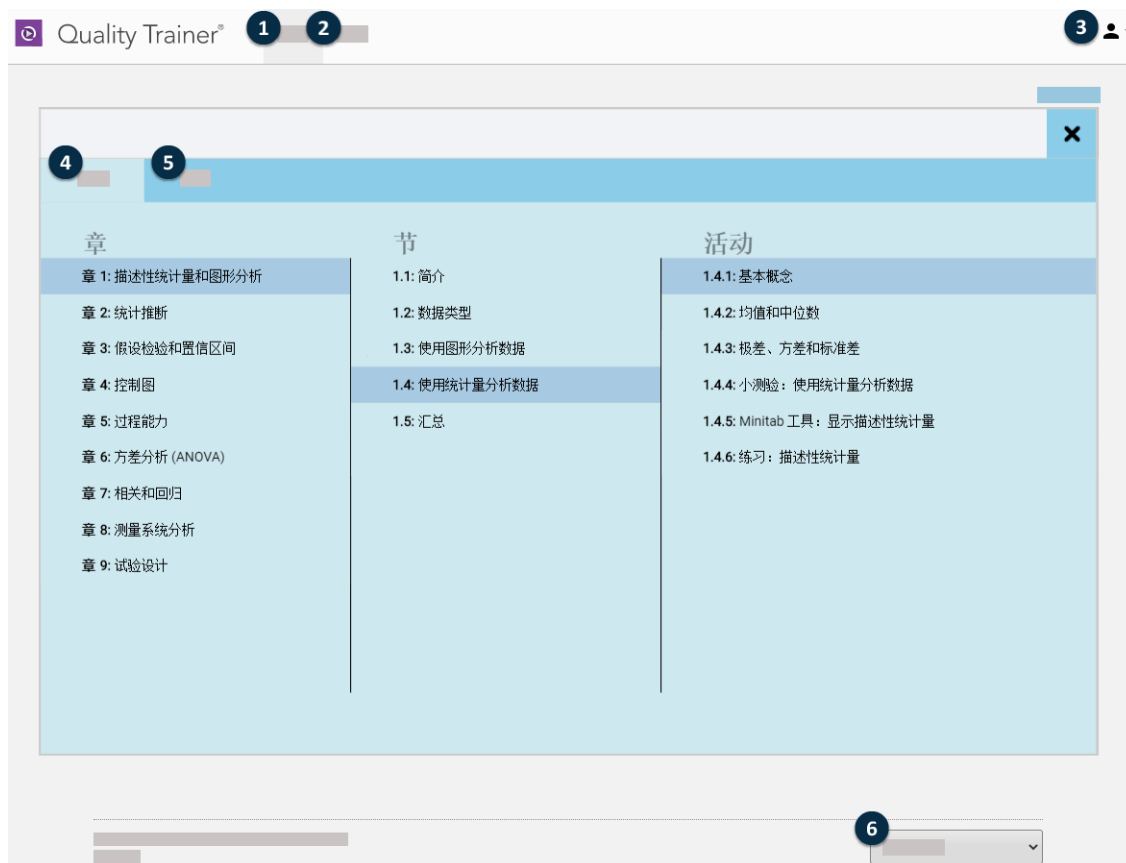 Quality Trainer®
1
2
3
4
5
章
节
活动
章 1: 描述性统计量和图形分析
1.1: 简介
1.4.1: 基本概念
章 2: 统计推断
1.2: 数据类型
1.4.2: 均值和中位数
章 3: 假设检验和置信区间
1.3: 使用图形分析数据
1.4.3: 极差、方差和标准差
章 4: 控制图
1.4: 使用统计量分析数据
1.4.4: 小测验：使用统计量分析数据
章 5: 过程能力
1.5: 汇总
1.4.5: Minitab 工具：显示描述性统计量
章 6: 方差分析 (ANOVA)
1.4.6: 练习：描述性统计量
章 7: 相关和回归
章 8: 测量系统分析
章 9: 试验设计
6